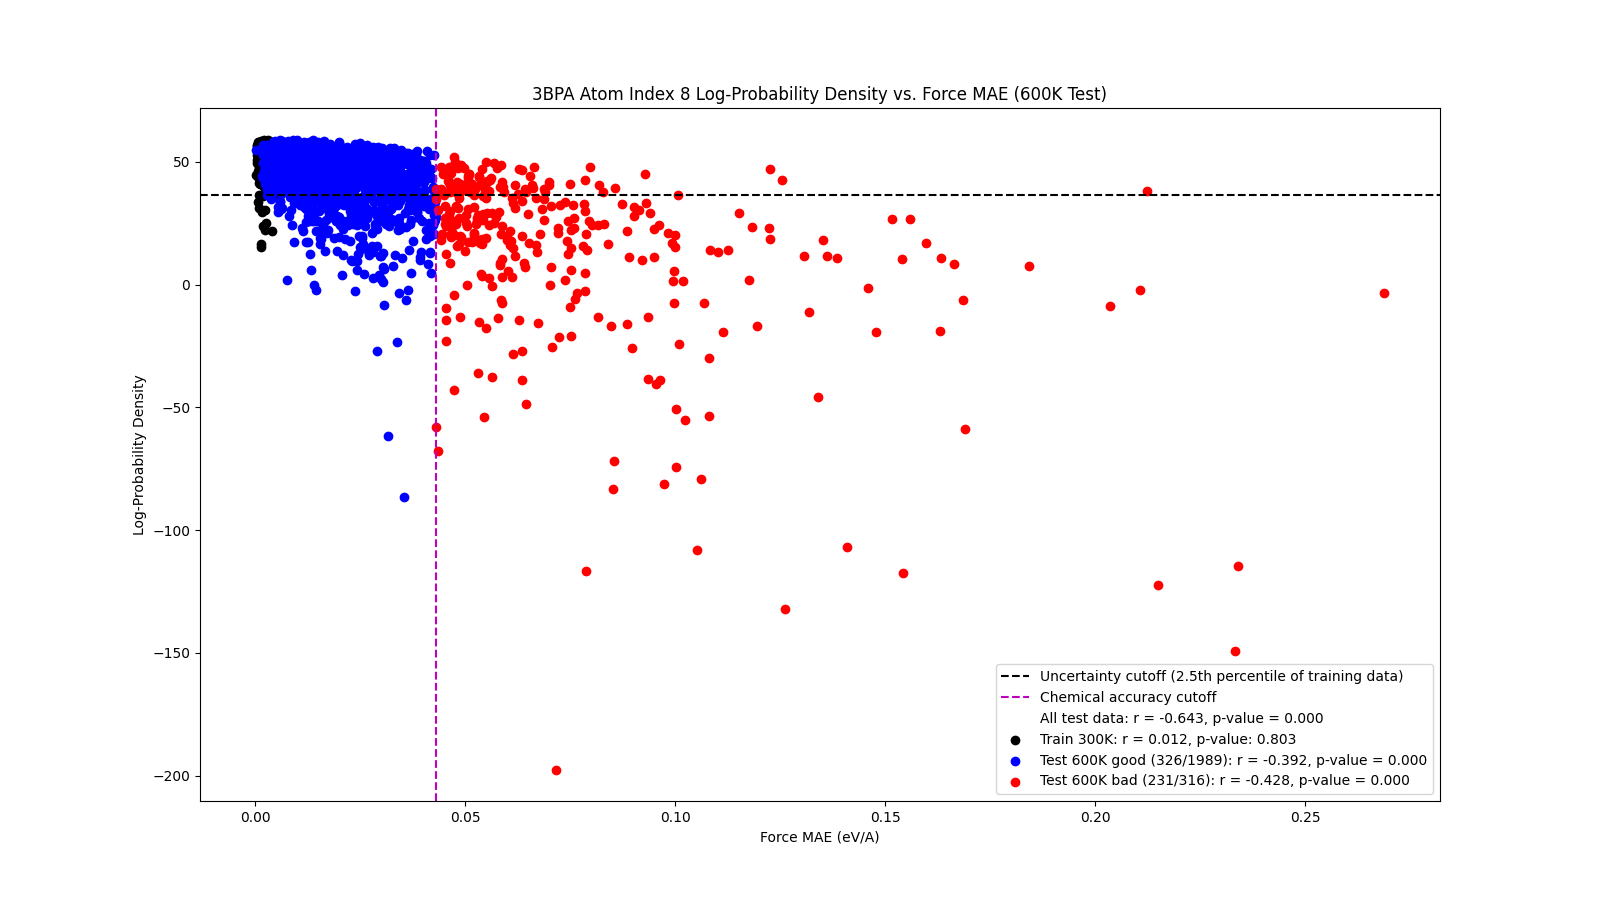 3BPA Atom Index 8 Log-Probability Density vs. Force MAE (600K Test)
Log-Probability Density
50
0
−50
−100
−150
−200
0.00 0.05 0.10 0.15 0.20 0.25
Force MAE (eV/A)
Uncertainty cutoff (2.5th percentile of training data)
Chemical accuracy cutoff
All test data: r = -0.643, p-value = 0.000
Train 300K: r = 0.012, p-value: 0.803
Test 600K good (326/1989): r = -0.392, p-value = 0.000
Test 600K bad (231/316): r = -0.428, p-value = 0.000